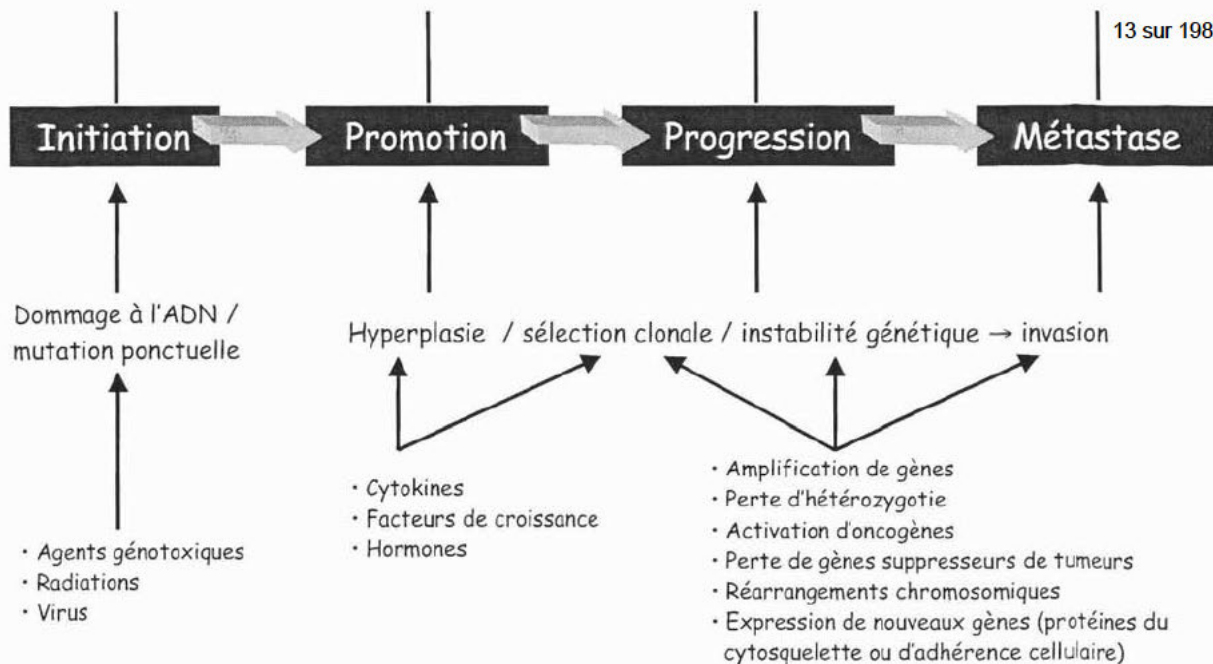 13 sur 198
Initiation
Promotion
Progression
Métastase
Dommage à l'ADN /
mutation ponctuelle
Hyperplasie / sélection clonale / instabilité génétique → invasion
· Agents génotoxiques
· Radiations
· Virus
· Cytokines
· Facteurs de croissance
· Hormones
· Amplification de gènes
· Perte d'hétérozygotie
· Activation d'oncogènes
· Perte de gènes suppresseurs de tumeurs
· Réarrangements chromosomiques
· Expression de nouveaux gènes (protéines du
cytosquelette ou d'adhérence cellulaire)